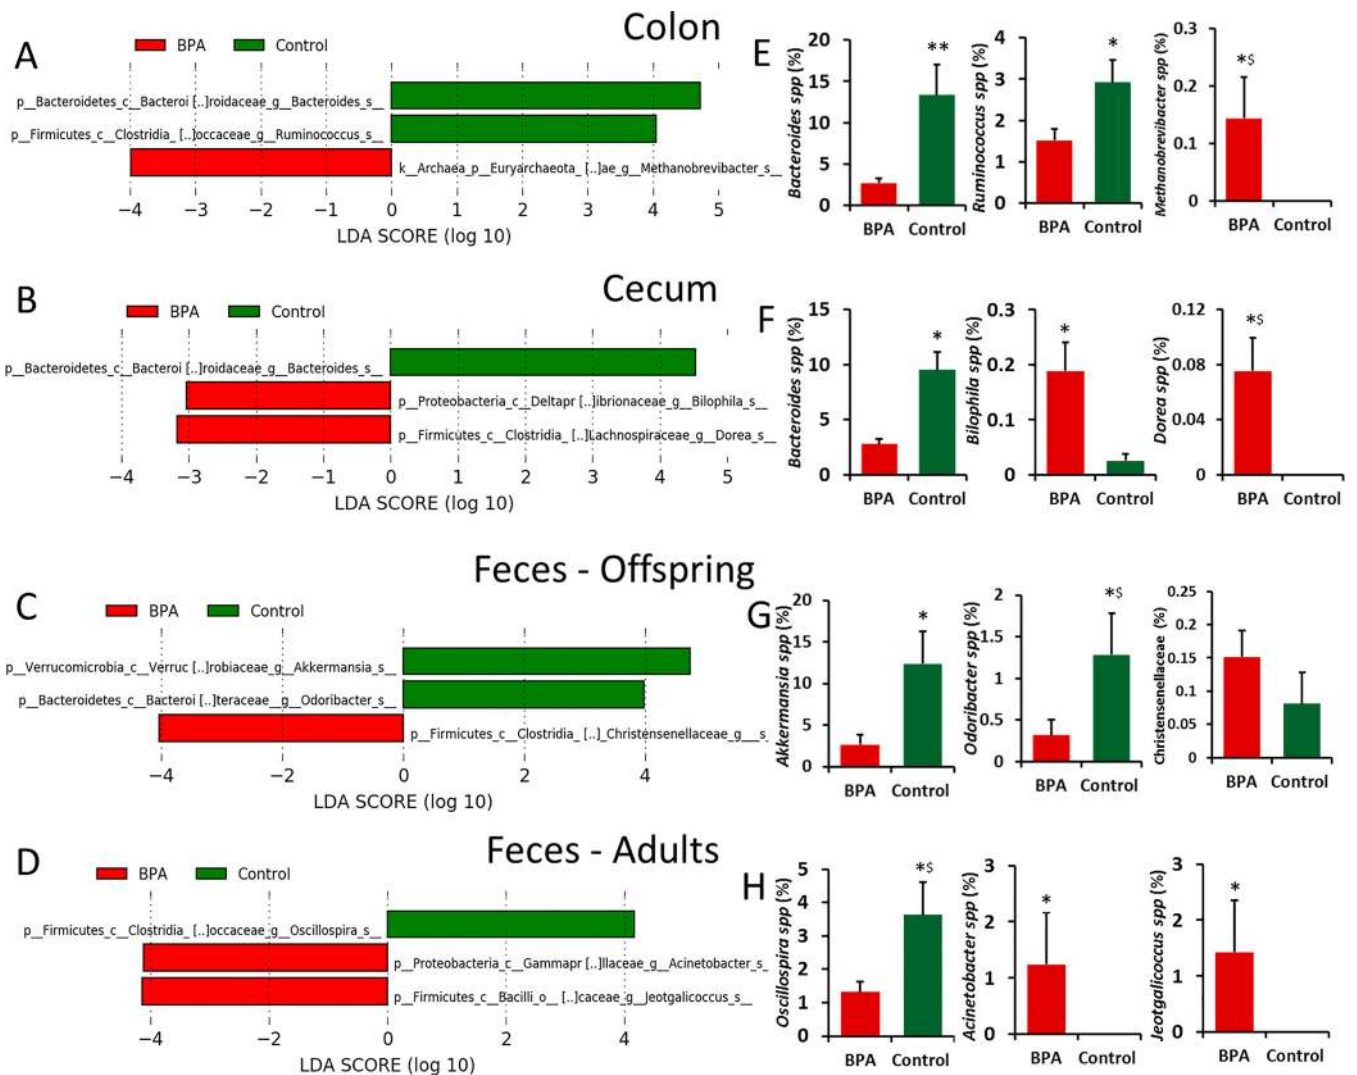 Colon
A
BPA Control
p__Bacteroidetes_c__Bacteroi [..]roidaceae_g__Bacteroides_s__
p__Firmicutes_c__Clostridia_ [..]occaceae_g__Ruminococcus_s__
k__Archaea_p__Euryarchaeota_ [..]ae_g__Methanobrevibacter_s__
−4 −3 −2 −1 0 1 2 3 4 5
LDA SCORE (log 10)
E
Bacteroides spp (%)
20
15
10
5
0
**
BPA Control
Ruminococcus spp (%)
4
3
2
1
0
*
BPA Control
Methanobrevibacter spp (%)
0.3
0.2
0.1
0
*$
BPA Control
Cecum
B
BPA Control
p__Bacteroidetes_c__Bacteroi [..]roidaceae_g__Bacteroides_s__
p__Proteobacteria_c__Deltapr [..]ibrionaceae_g__Bilophila_s__
p__Firmicutes_c__Clostridia_ [..]Lachnospiraceae_g__Dorea_s__
−4 −3 −2 −1 0 1 2 3 4 5
LDA SCORE (log 10)
F
Bacteroides spp (%)
15
10
5
0
*
BPA Control
Bilophila spp (%)
0.3
0.2
0.1
0
*
BPA Control
Dorea spp (%)
0.12
0.08
0.04
0
*$
BPA Control
Feces - Offspring
C
BPA Control
p__Verrucomicrobia_c__Verruc [..]robiaceae_g__Akkermansia_s__
p__Bacteroidetes_c__Bacteroi [..]teraceae__g__Odoribacter_s__
p__Firmicutes_c__Clostridia_ [..]_Christensenellaceae_g___s_
−4 −2 0 2 4
LDA SCORE (log 10)
G
Akkermansia spp (%)
20
15
10
5
0
*
BPA Control
Odoribacter spp (%)
2
1.5
1
0.5
0
*$
BPA Control
Christensenellaceae (%)
0.25
0.2
0.15
0.1
0.05
0
BPA Control
Feces - Adults
D
BPA Control
p__Firmicutes_c__Clostridia_ [..]occaceae_g__Oscillospira_s__
p__Proteobacteria_c__Gammapr [..]llaceae_g__Acinetobacter_s_
p__Firmicutes_c__Bacilli_o__ [..]caceae_g__Jeotgalicoccus_s__
−4 −2 0 2 4
LDA SCORE (log 10)
H
Oscillospira spp (%)
5
4
3
2
1
0
*$
BPA Control
Acinetobacter spp (%)
3
2
1
0
*
BPA Control
Jeotgalicoccus spp (%)
3
2
1
0
*
BPA Control